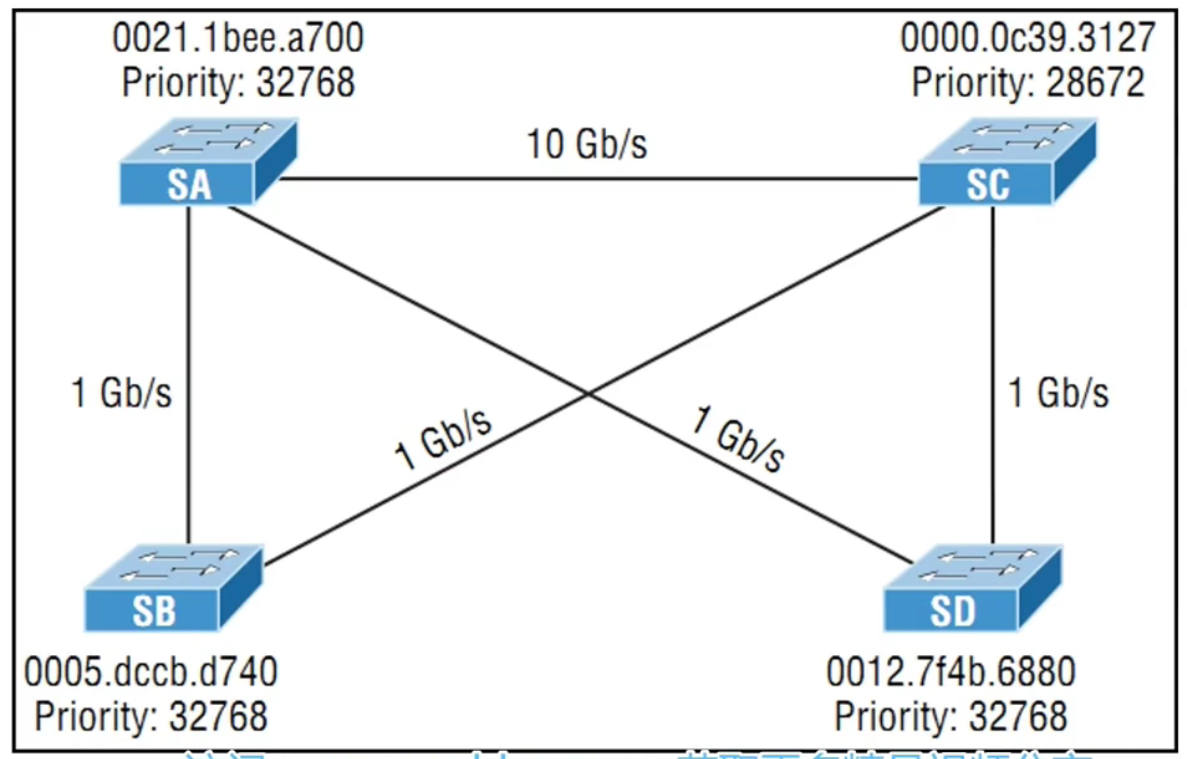 0021.1bee.a700
Priority: 32768
0000.0c39.3127
Priority: 28672
10 Gb/s
SA
SC
1 Gb/s
1 Gb/s
1 Gb/s
1 Gb/s
SB
SD
0005.dccb.d740
Priority: 32768
0012.7f4b.6880
Priority: 32768